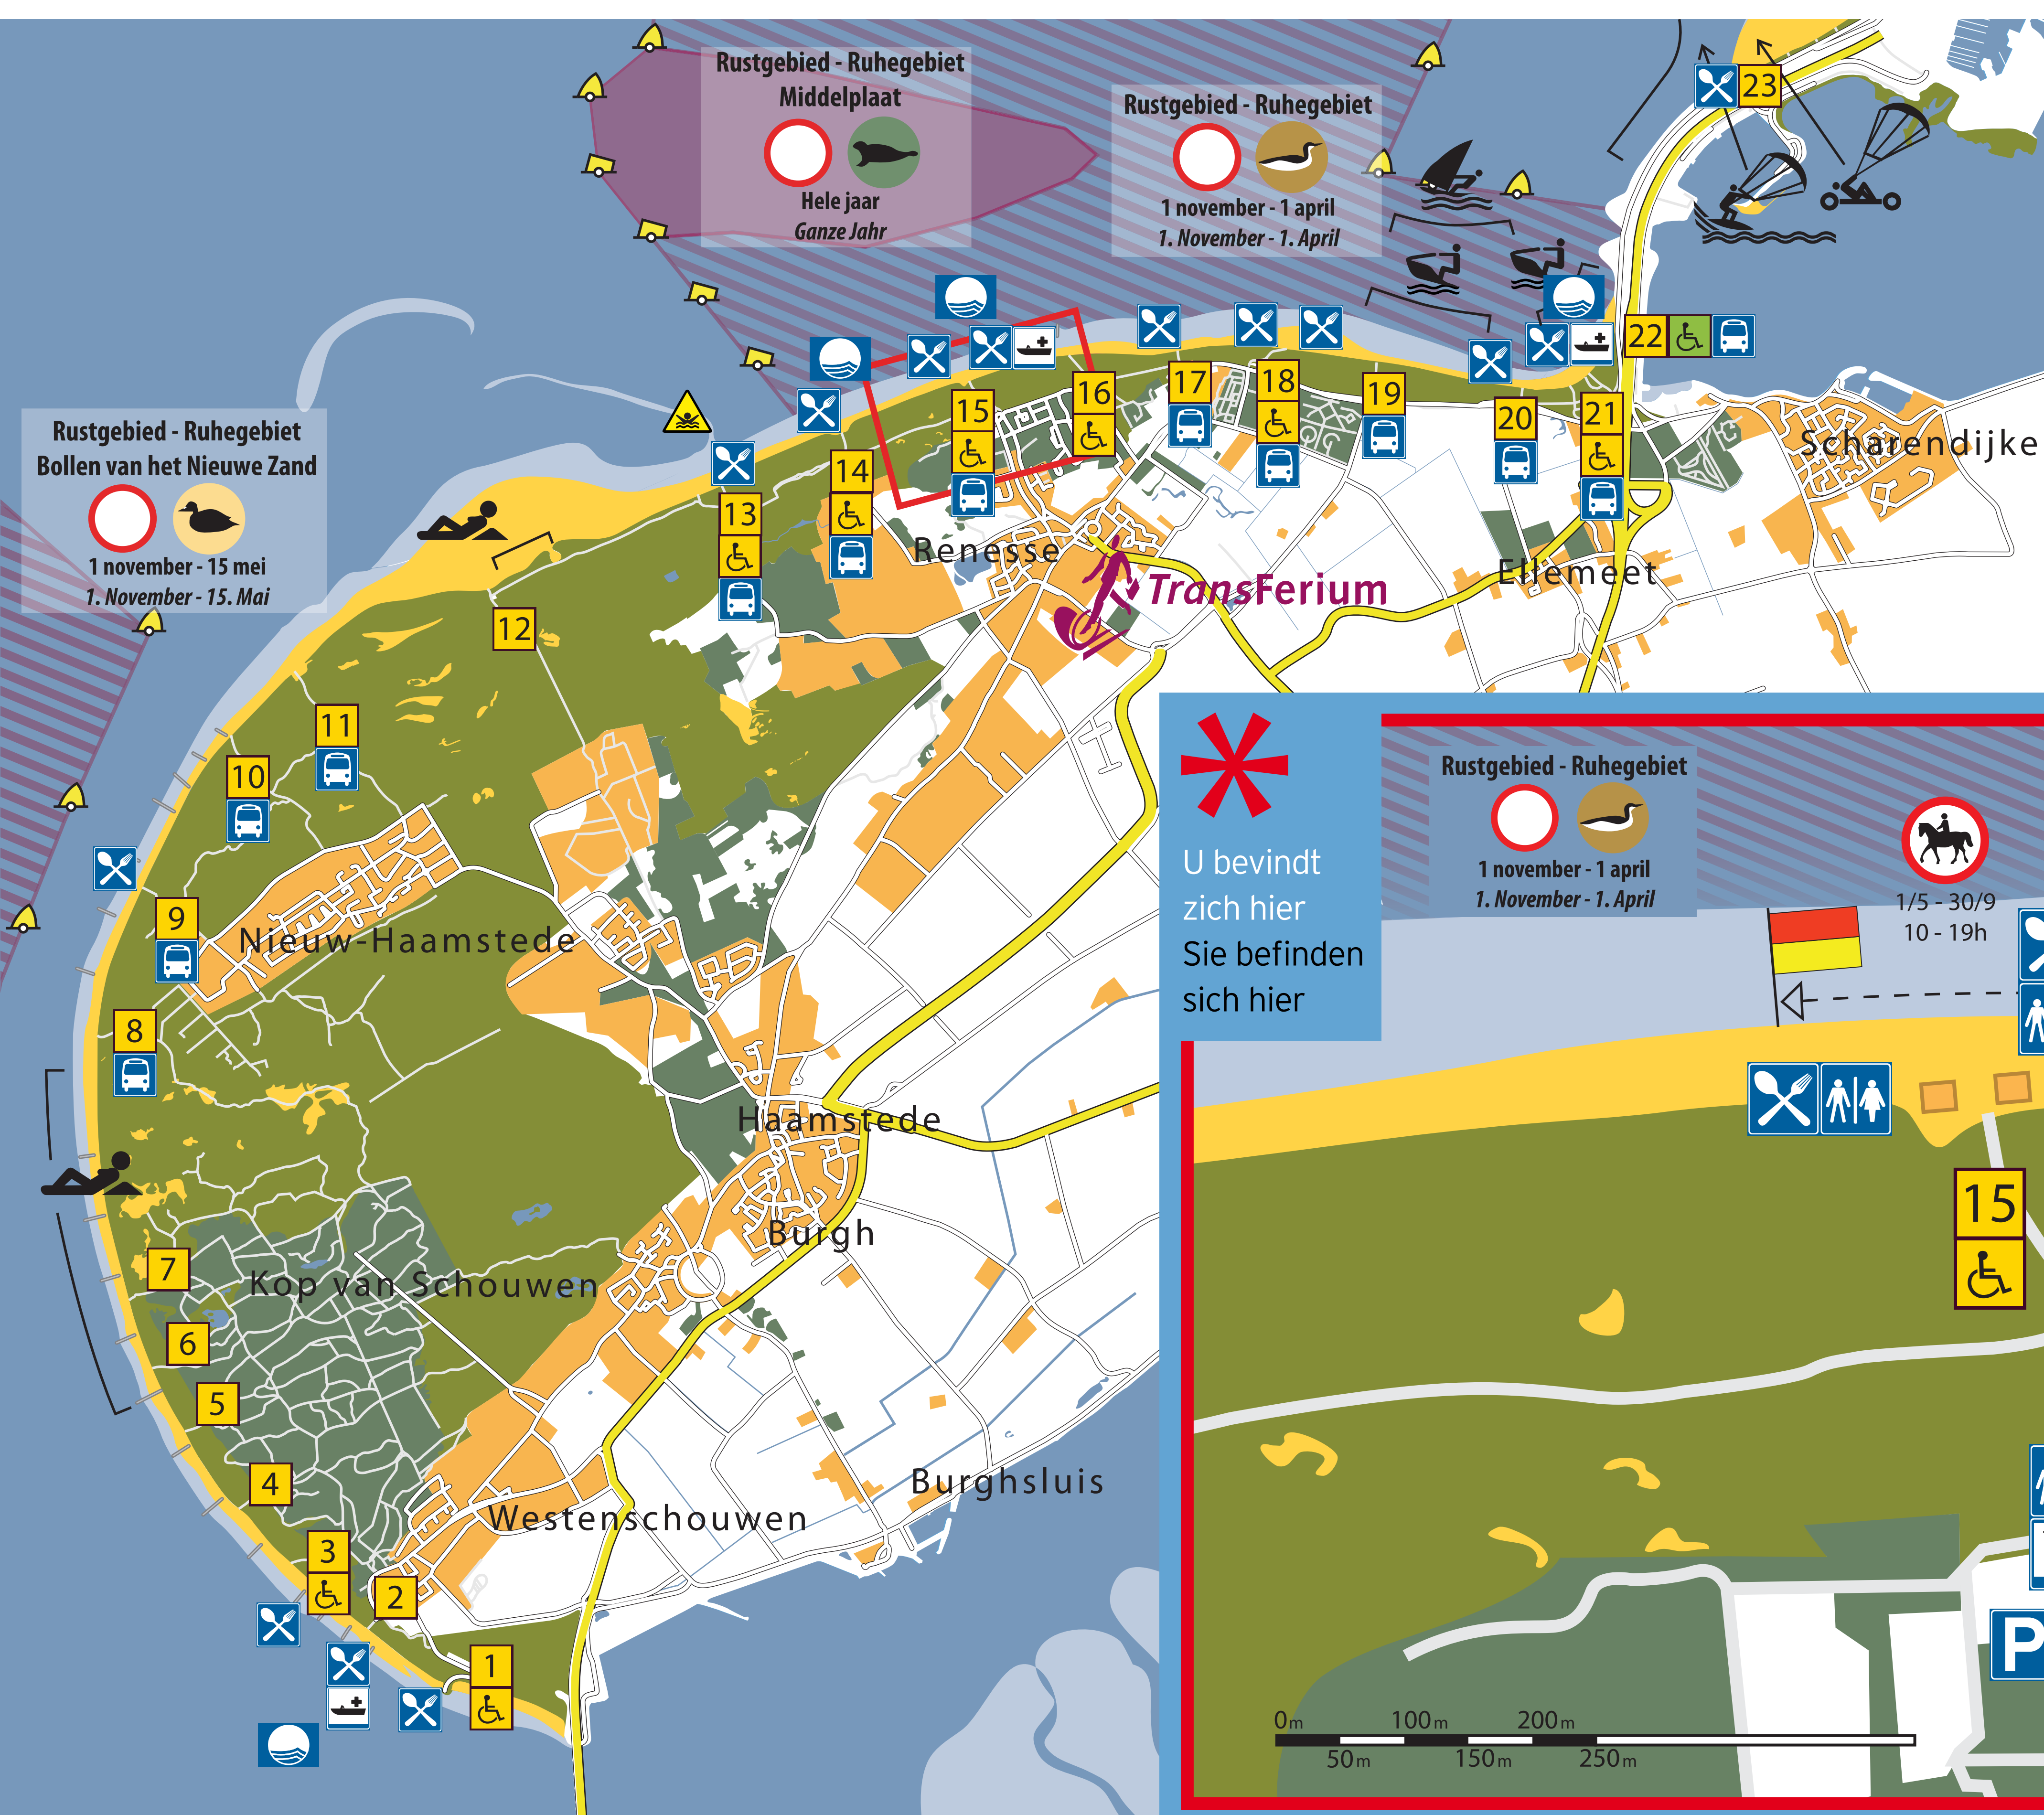 Rustgebied - Ruhegebiet
Middelplaat
Hele jaar
Ganze Jahr
Rustgebied - Ruhegebiet
1 november - 1 april
1. November - 1. April
23
22
Rustgebied - Ruhegebiet
Bollen van het Nieuwe Zand
1 november - 15 mei
1. November - 15. Mai
16
17
18
19
15
20
21
14
13
12
11
10
9
8
7
6
5
4
3
2
1
Scharendijke
Renesse
TransFerium
Ellemeet
Nieuw-Haamstede
Haamstede
Burgh
Kop van Schouwen
Burghsluis
Westenschouwen
U bevindt
zich hier
Sie befinden
sich hier
Rustgebied - Ruhegebiet
1 november - 1 april
1. November - 1. April
1/5 - 30/9
10 - 19h
15
P
0m 100m 200m
50m 150m 250m